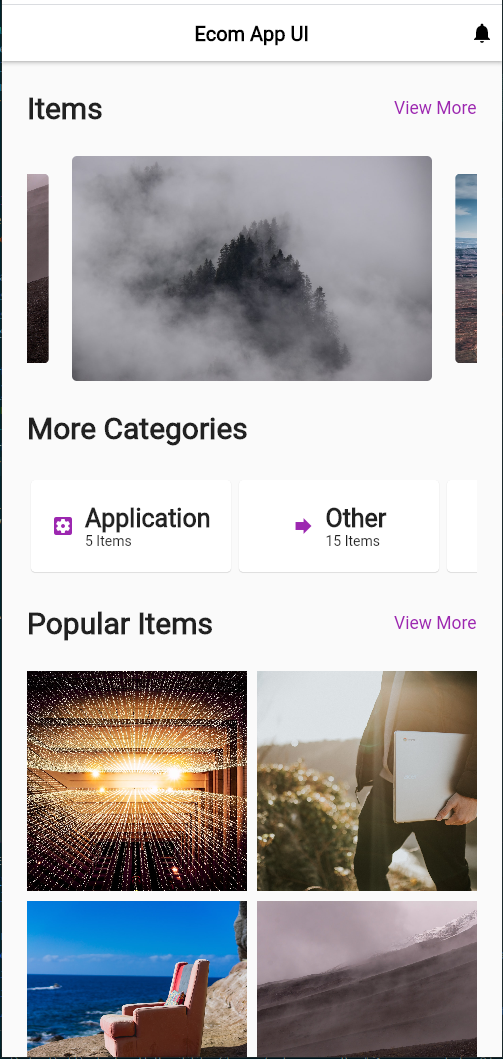 Ecom App UI
Items
View More
More Categories
Application
5 Items
Other
15 Items
Popular Items
View More